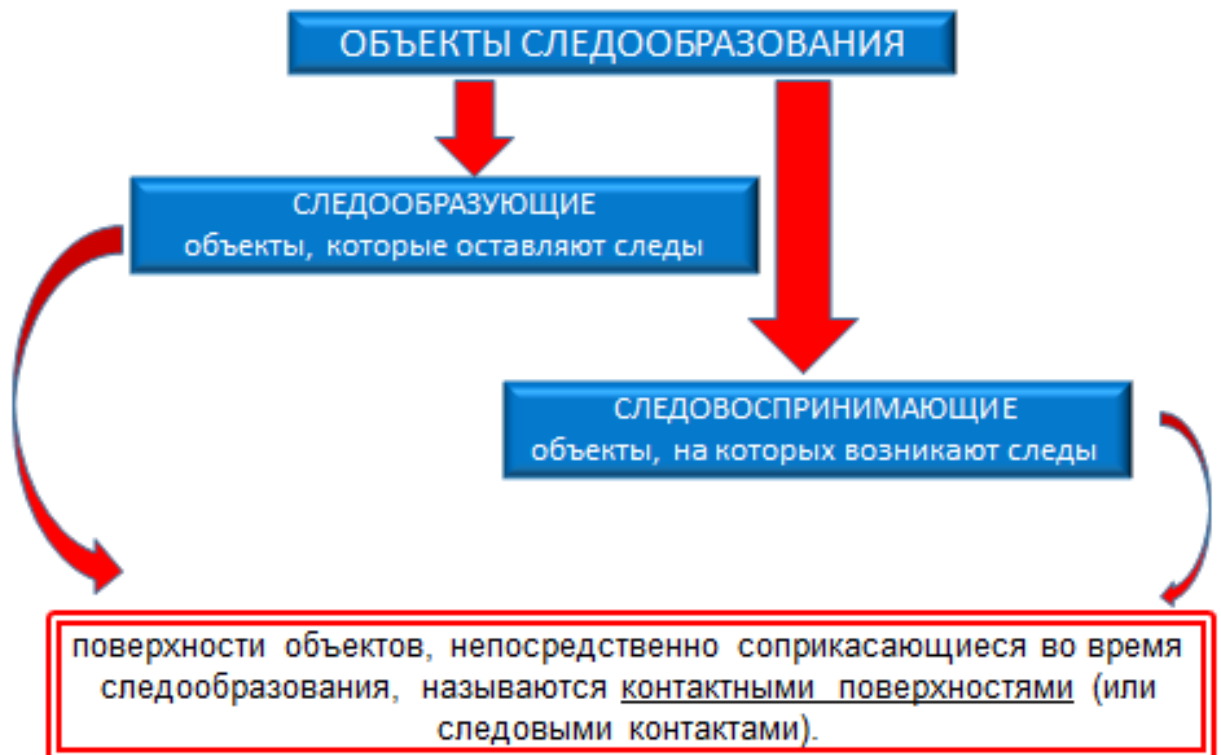 ОБЪЕКТЫ СЛЕДООБРАЗОВАНИЯ
СЛЕДООБРАЗУЮЩИЕ
объекты, которые оставляют следы
СЛЕДОВОСПРИНИМАЮЩИЕ
объекты, на которых возникают следы
поверхности объектов, непосредственно соприкасающиеся во время
следообразования, называются контактными поверхностями (или
следовыми контактами).